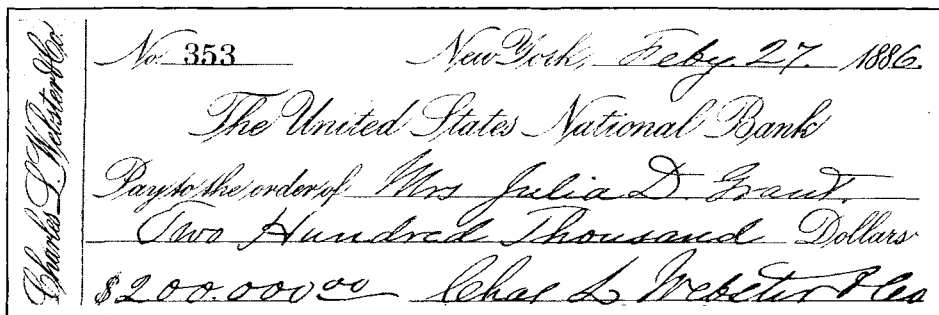 Charles L. Webster & Co.
No. 353 New York, Feby. 27. 1886.
The United States National Bank
Pay to the order of Mrs Julia D. Grant.
Two Hundred Thousand Dollars
$200.000 00 Chas L Webster & Co